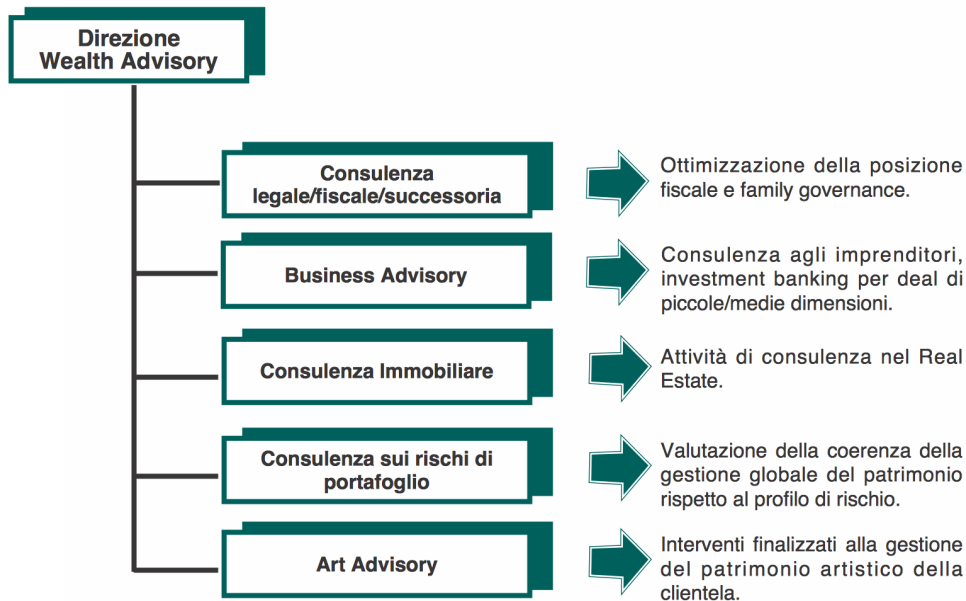 Direzione
Wealth Advisory
Consulenza
legale/fiscale/successoria
Ottimizzazione della posizione
fiscale e family governance.
Business Advisory
Consulenza agli imprenditori,
investment banking per deal di
piccole/medie dimensioni.
Consulenza Immobiliare
Attività di consulenza nel Real
Estate.
Consulenza sui rischi di
portafoglio
Valutazione della coerenza della
gestione globale del patrimonio
rispetto al profilo di rischio.
Art Advisory
Interventi finalizzati alla gestione
del patrimonio artistico della
clientela.